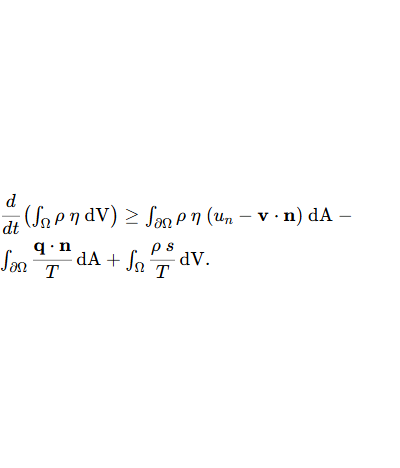 d/dt (∫_Ω ρ η dV) ≥ ∫_∂Ω ρ η (u_n − v · n) dA −
∫_∂Ω (q · n)/T dA + ∫_Ω (ρ s)/T dV.